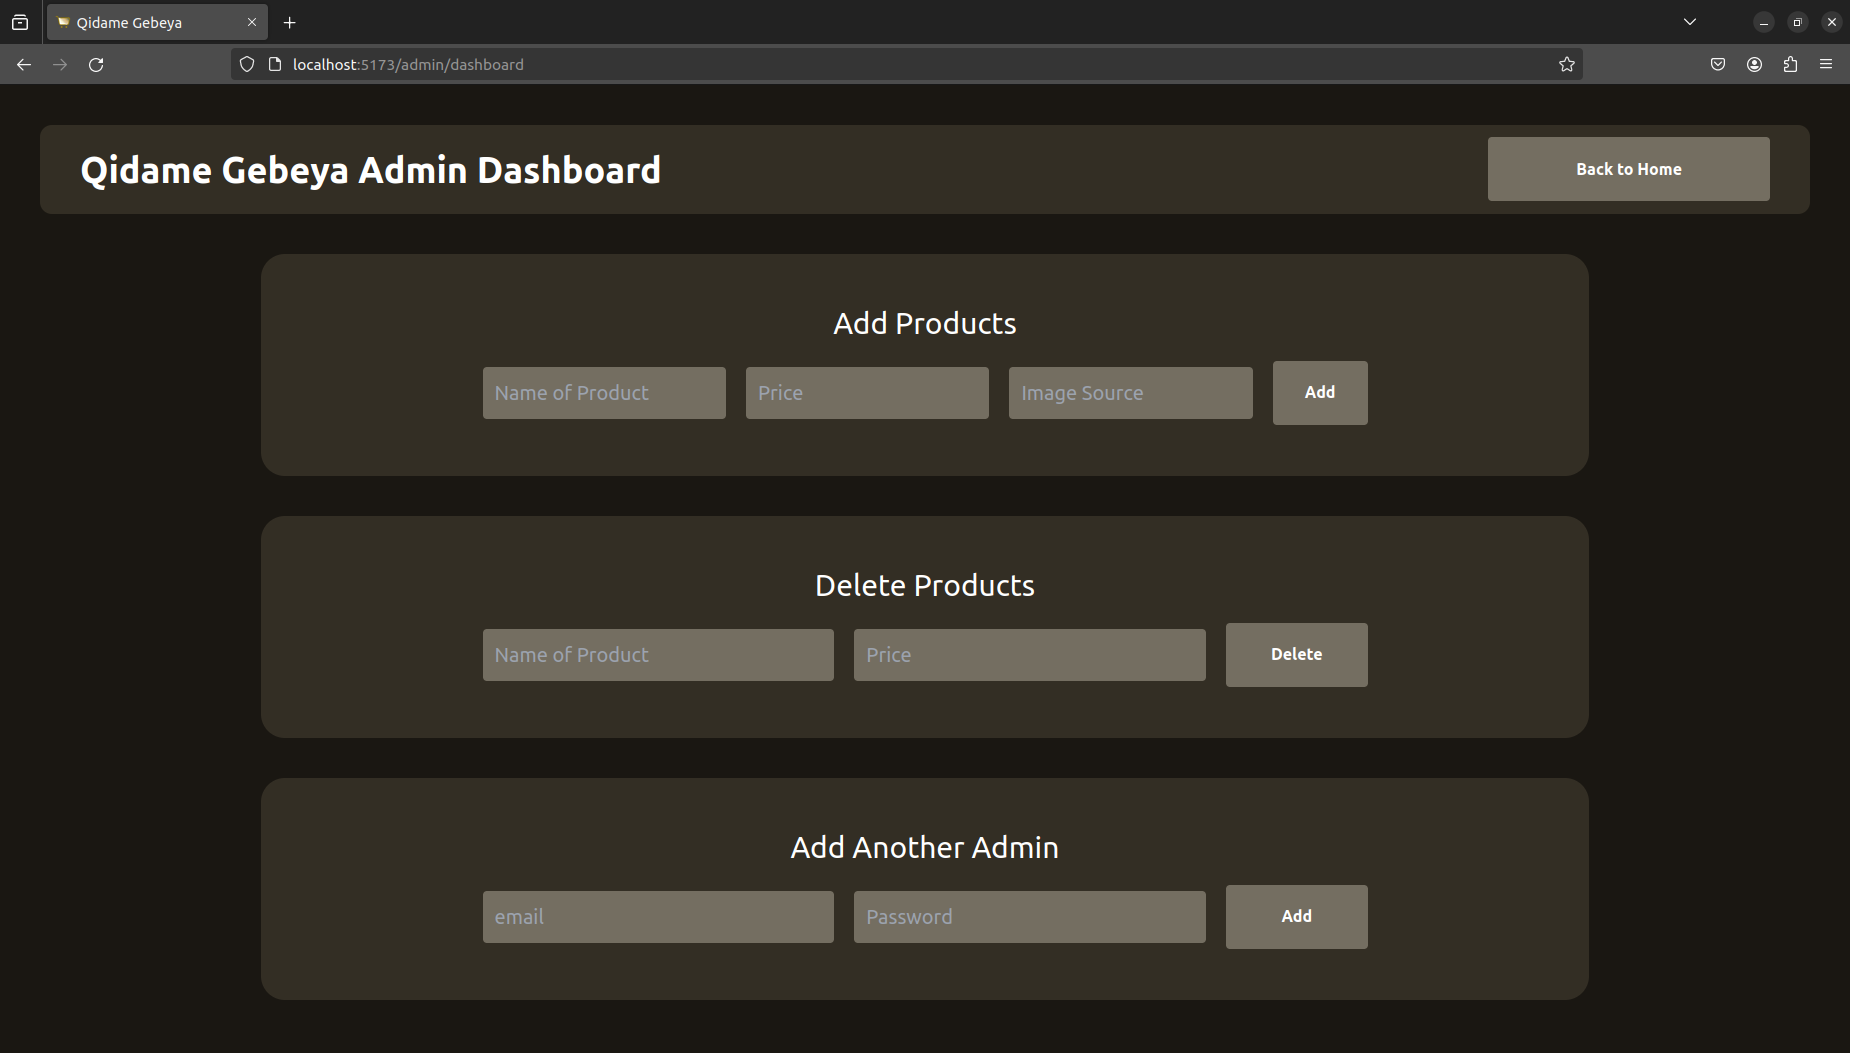 Qidame Gebeya
localhost:5173/admin/dashboard
Qidame Gebeya Admin Dashboard
Back to Home
Add Products
Name of Product Price Image Source Add
Delete Products
Name of Product Price Delete
Add Another Admin
email Password Add